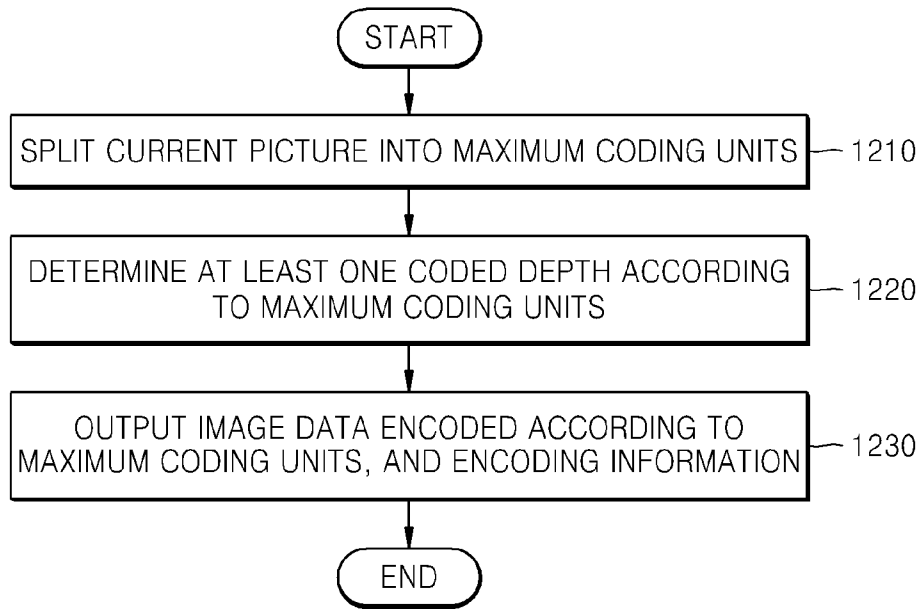 START
SPLIT CURRENT PICTURE INTO MAXIMUM CODING UNITS
1210
DETERMINE AT LEAST ONE CODED DEPTH ACCORDING
TO MAXIMUM CODING UNITS
1220
OUTPUT IMAGE DATA ENCODED ACCORDING TO
MAXIMUM CODING UNITS, AND ENCODING INFORMATION
1230
END